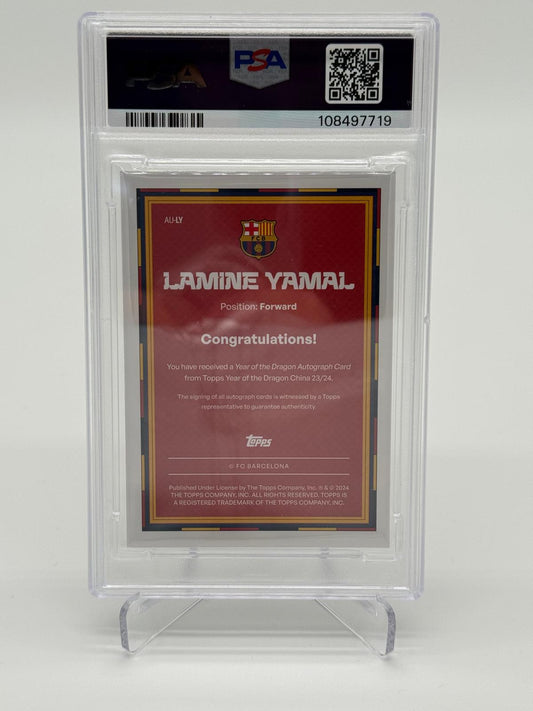 PSA
PSA
108497719
AU-LY
FCB
LAMINE YAMAL
Position: Forward
Congratulations!
You have received a Year of the Dragon Autograph Card
from Topps Year of the Dragon China 23/24.
The signing of all autograph cards is witnessed by a Topps
representative to guarantee authenticity.
topps
© FC BARCELONA
Published Under License by The Topps Company, Inc. ® & © 2024
THE TOPPS COMPANY, INC. ALL RIGHTS RESERVED. TOPPS IS
A REGISTERED TRADEMARK OF THE TOPPS COMPANY, INC.